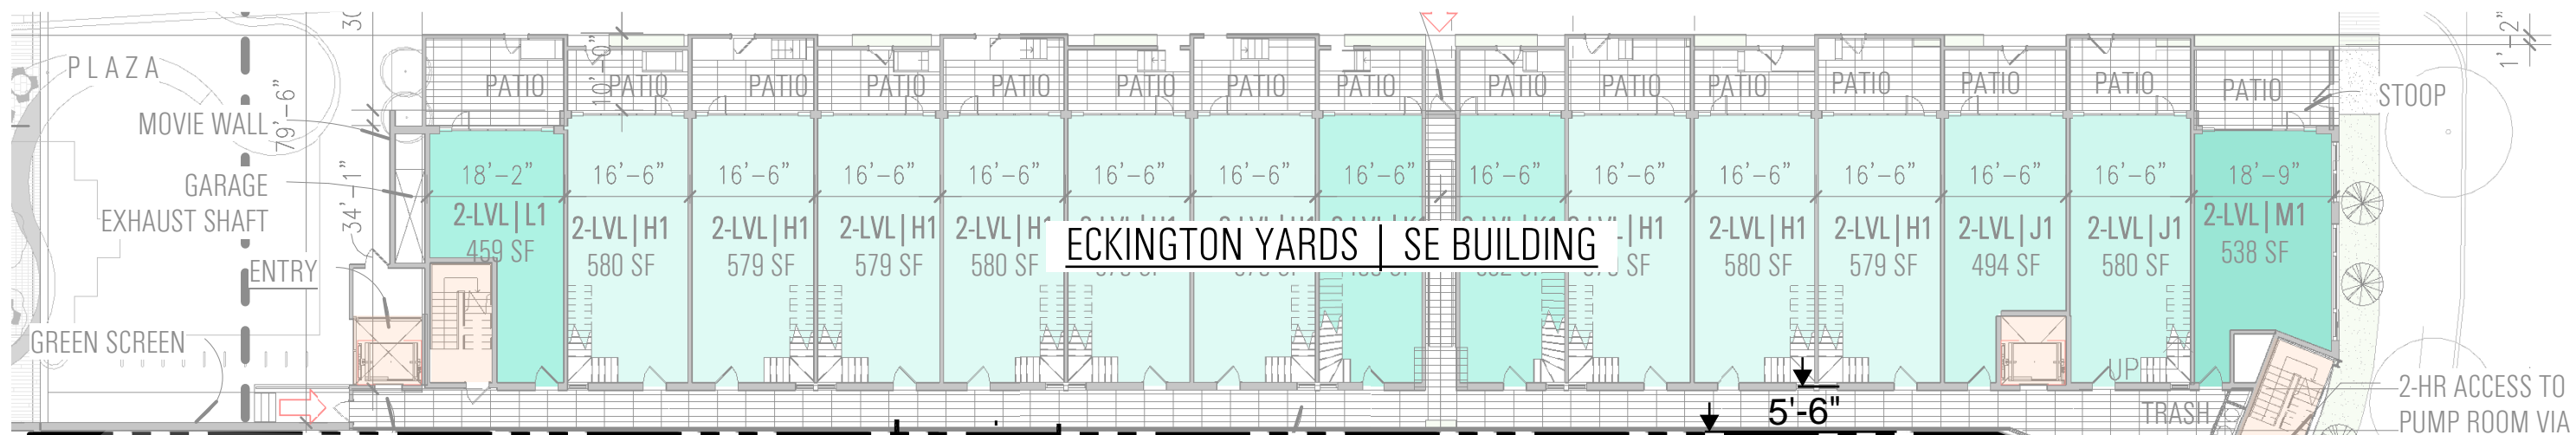 PLAZA
MOVIE WALL
79'-6"
GARAGE
EXHAUST SHAFT
34'-1"
ENTRY
GREEN SCREEN
10'-0"
1'-2"
PATIO PATIO PATIO PATIO PATIO PATIO PATIO PATIO PATIO PATIO PATIO PATIO PATIO PATIO PATIO
STOOP
18'-2" 16'-6" 16'-6" 16'-6" 16'-6" 16'-6" 16'-6" 16'-6" 16'-6" 16'-6" 16'-6" 16'-6" 16'-6" 16'-6" 18'-9"
2-LVL|L1 2-LVL|H1 2-LVL|H1 2-LVL|H1 2-LVL|H1 2-LVL|H1 2-LVL|H1 2-LVL|J1 2-LVL|J1 2-LVL|M1
459 SF 580 SF 579 SF 579 SF 580 SF SF 580 SF 579 SF 494 SF 580 SF 538 SF
ECKINGTON YARDS | SE BUILDING
UP
5'-6"
TRASH
2-HR ACCESS TO
PUMP ROOM VIA